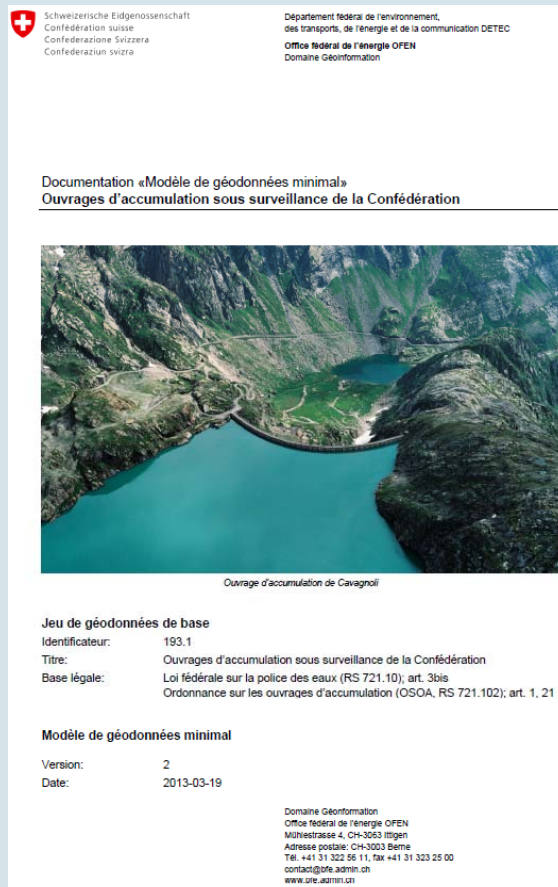 Schweizerische Eidgenossenschaft
Confédération suisse
Confederazione Svizzera
Confederaziun svizra
Département fédéral de l'environnement,
des transports, de l'énergie et de la communication DETEC
Office fédéral de l'énergie OFEN
Domaine Géoinformation
Documentation «Modèle de géodonnées minimal»
Ouvrages d'accumulation sous surveillance de la Confédération
Ouvrage d'accumulation de Cavagnoli
Jeu de géodonnées de base
Identificateur: 193.1
Titre: Ouvrages d'accumulation sous surveillance de la Confédération
Base légale: Loi fédérale sur la police des eaux (RS 721.10); art. 3bis
Ordonnance sur les ouvrages d'accumulation (OSOA, RS 721.102); art. 1, 21
Modèle de géodonnées minimal
Version: 2
Date: 2013-03-19
Domaine Géonformation
Office fédéral de l'énergie OFEN
Mühlestrasse 4, CH-3063 Ittigen
Adresse postale: CH-3003 Berne
Tél. +41 31 322 56 11, fax +41 31 323 25 00
contact@bfe.admin.ch
www.bfe.admin.ch